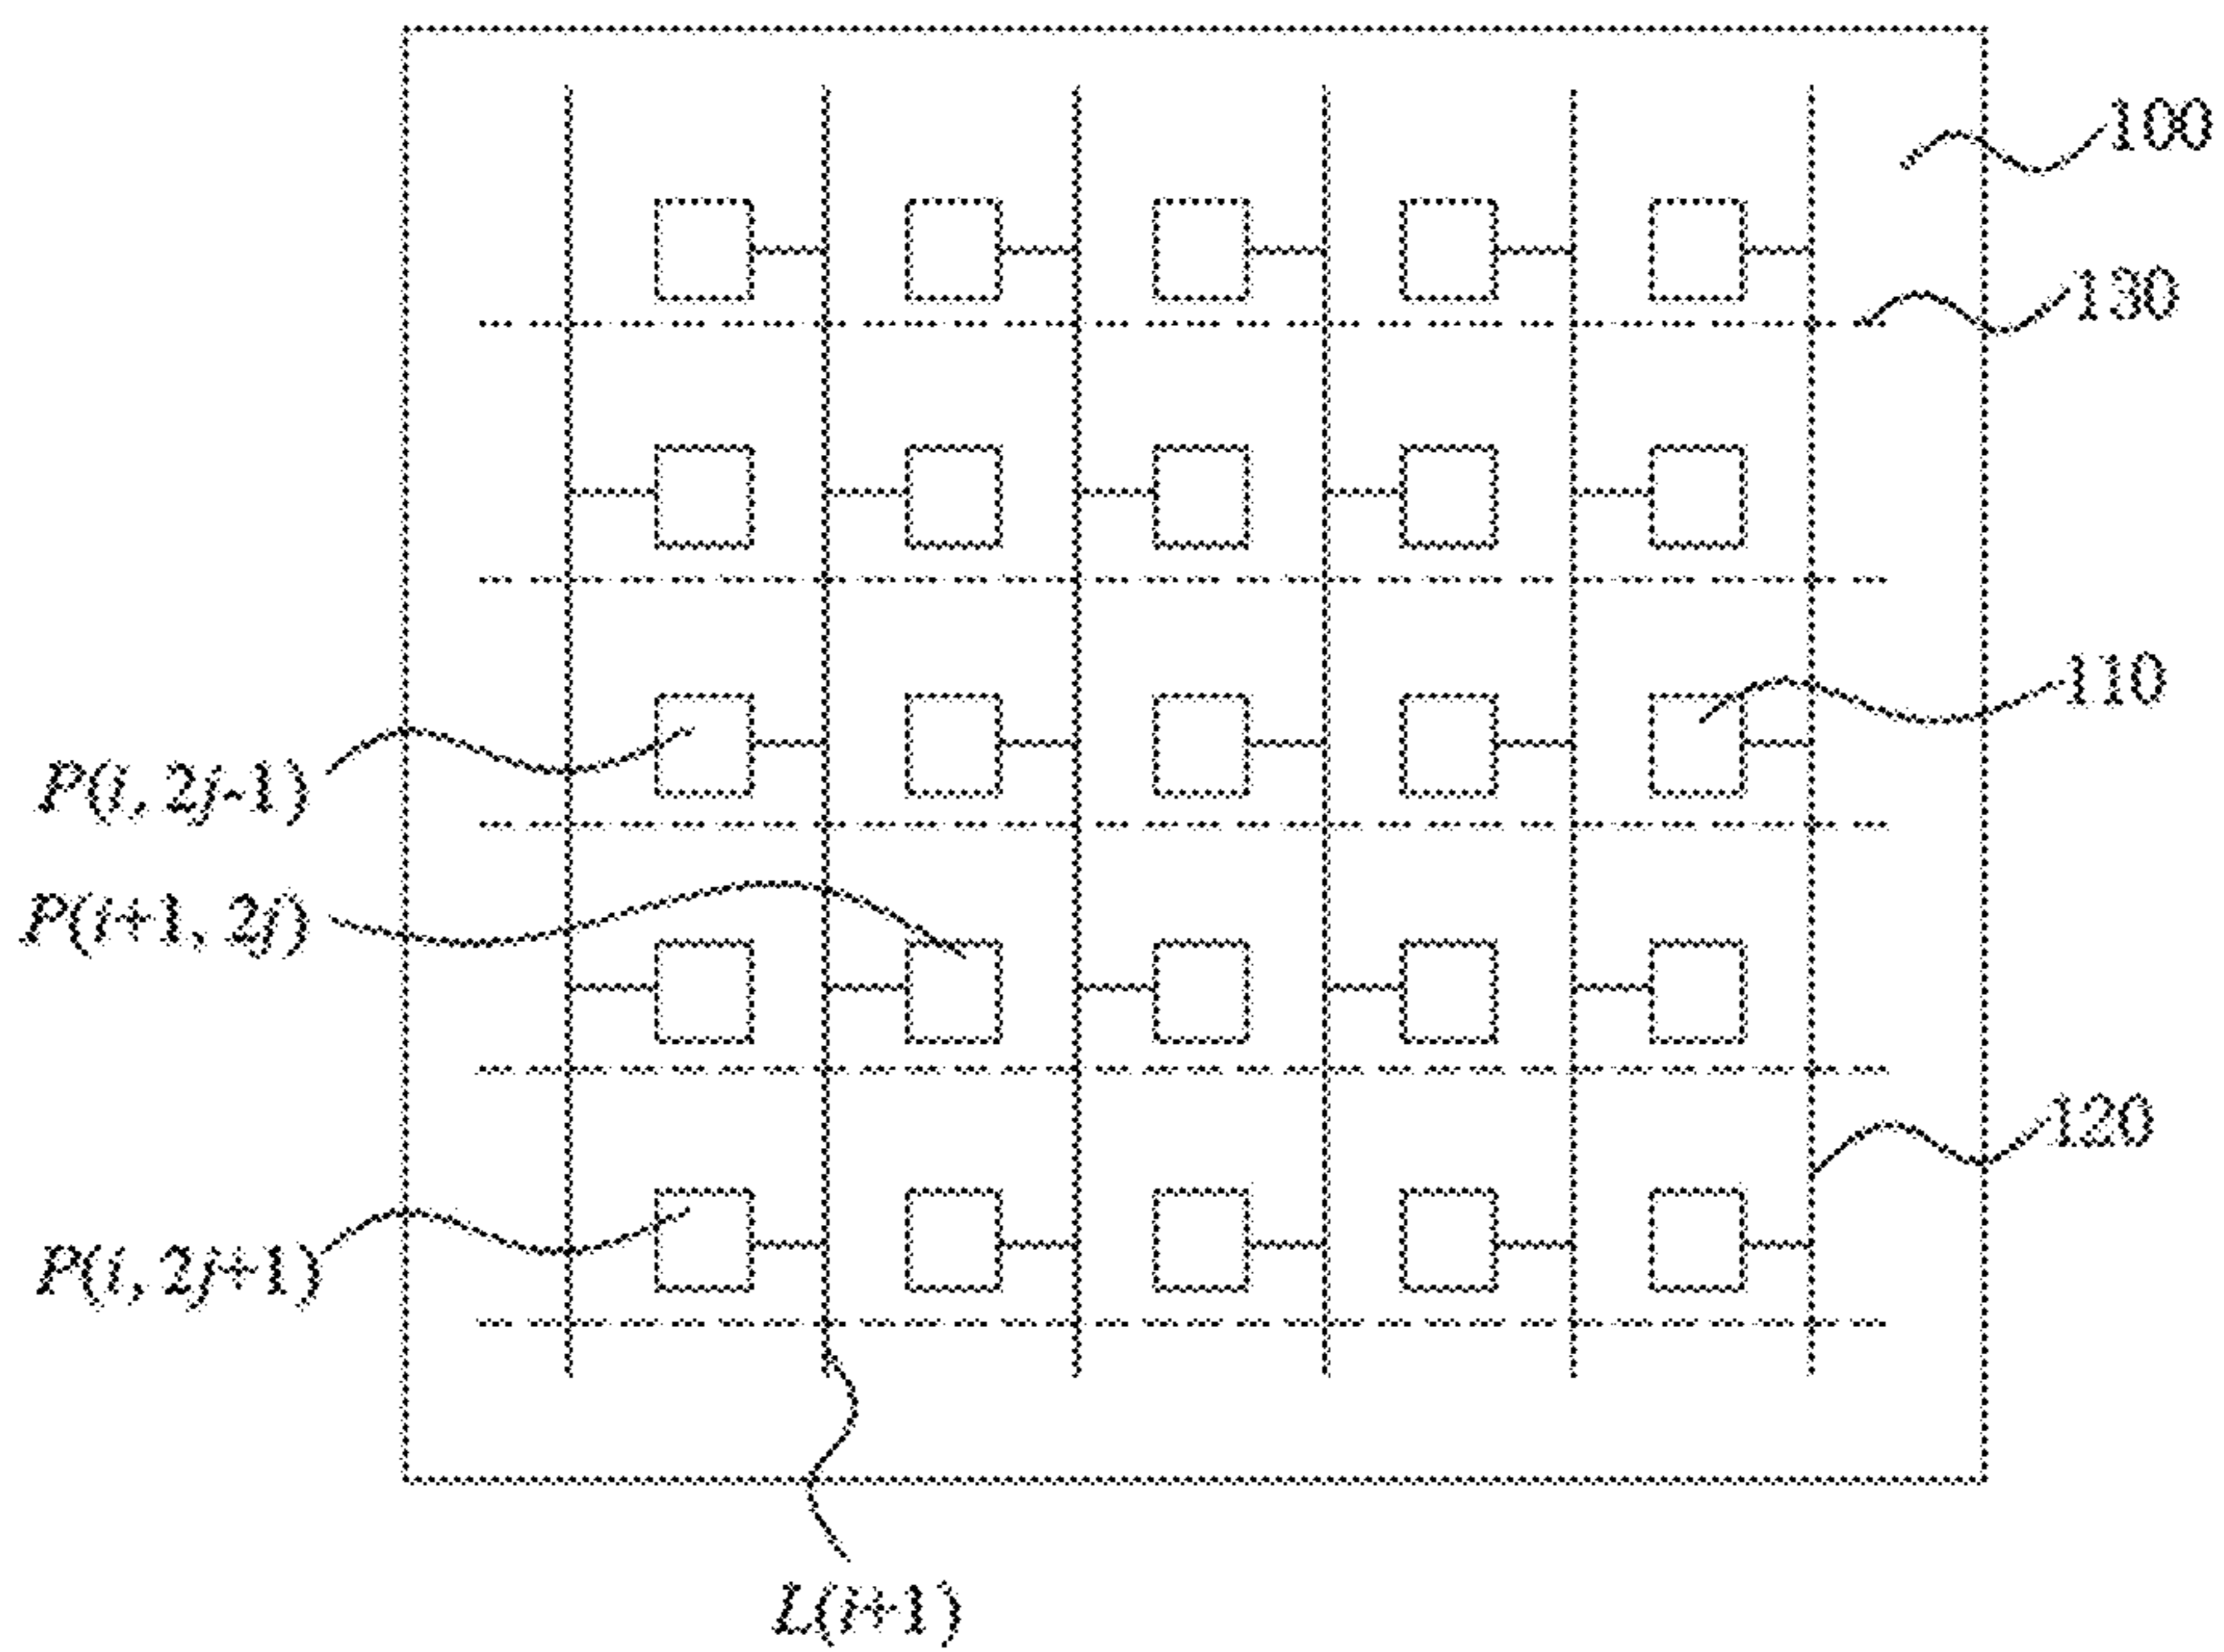 100
130
110
P(i, 2j-1)
P(i+1, 2j)
120
P(i, 2j+1)
L(i+1)